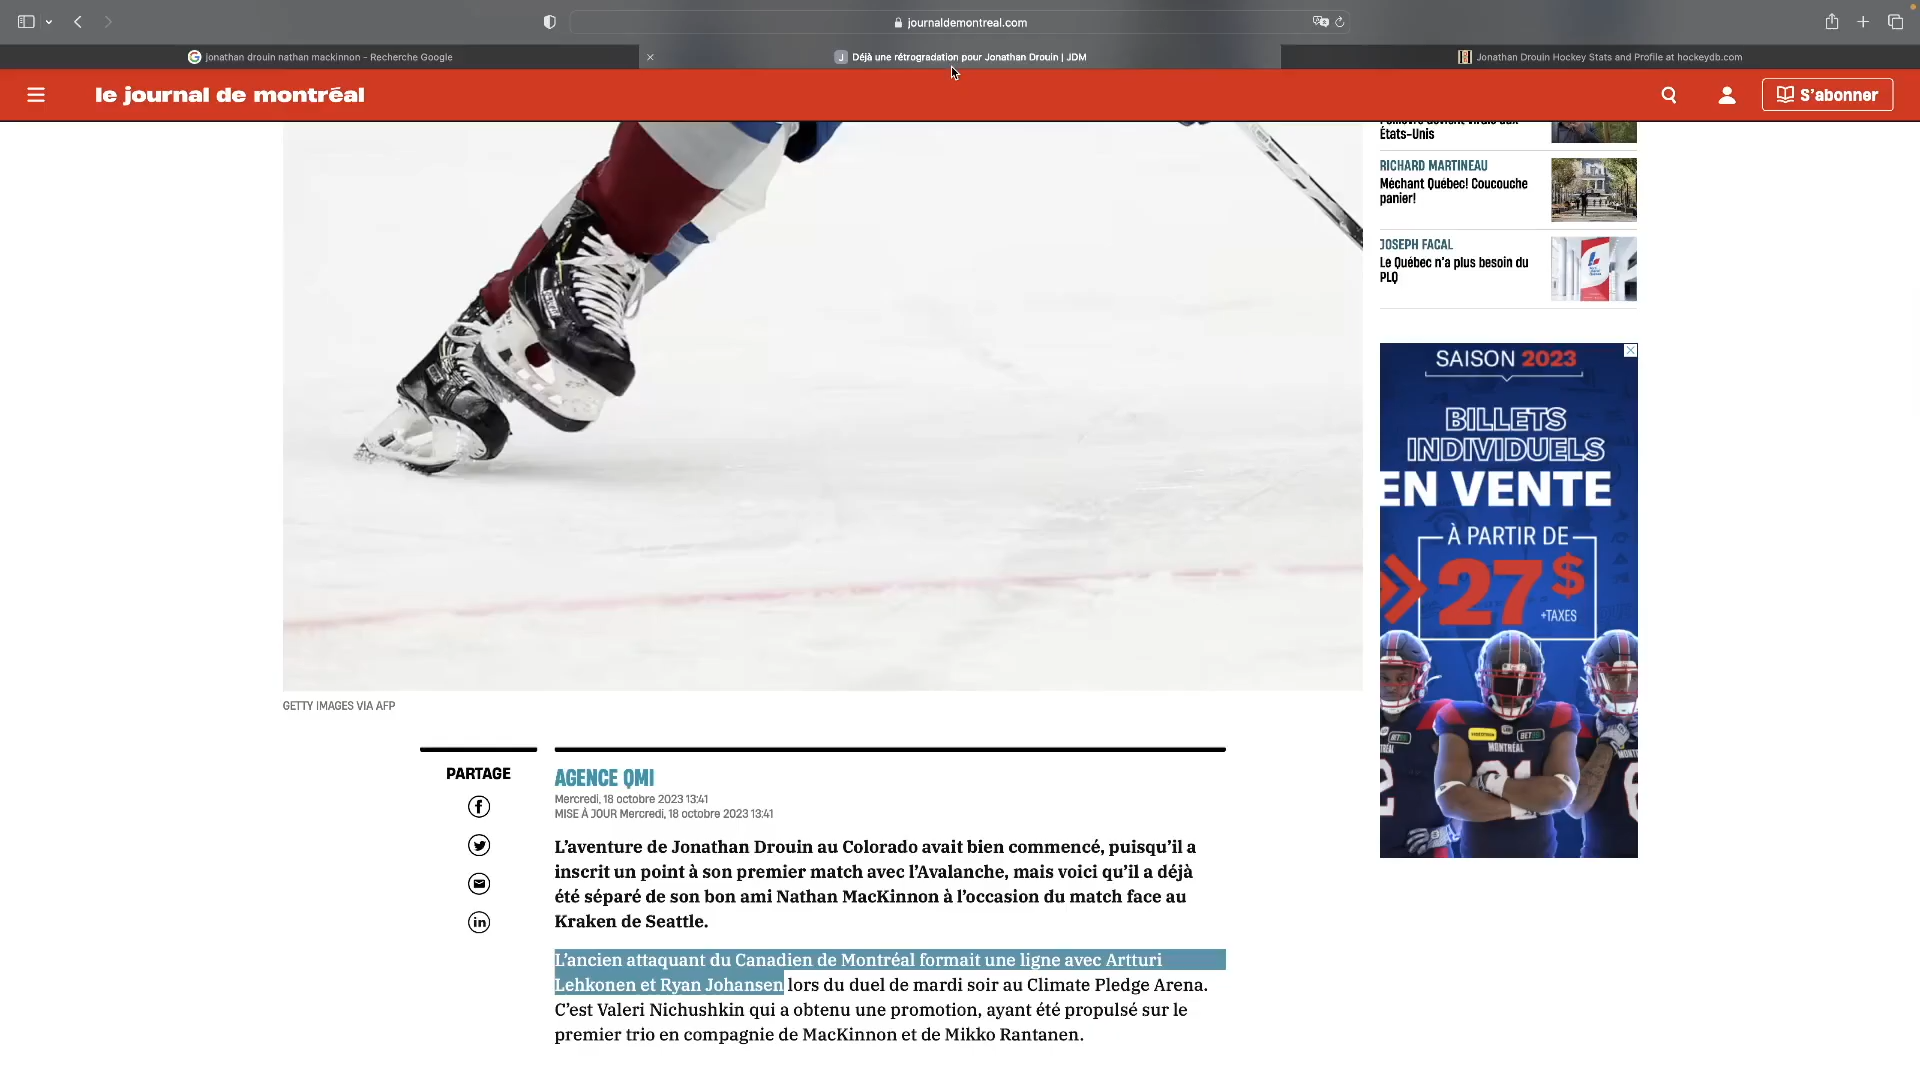 journaldemontreal.com
jonathan drouin nathan mackinnon - Recherche Google
Déjà une rétrogradation pour Jonathan Drouin | JDM
Jonathan Drouin Hockey Stats and Profile at hockeydb.com
le journal de montréal
S'abonner
États-Unis
RICHARD MARTINEAU
Méchant Québec! Coucouche
panier!
JOSEPH FACAL
Le Québec n'a plus besoin du
PLQ
SAISON 2023
BILLETS
INDIVIDUELS
EN VENTE
À PARTIR DE
27$
+TAXES
MONTRÉAL
GETTY IMAGES VIA AFP
PARTAGE
AGENCE QMI
Mercredi, 18 octobre 2023 13:41
MISE À JOUR Mercredi, 18 octobre 2023 13:41
L'aventure de Jonathan Drouin au Colorado avait bien commencé, puisqu'il a
inscrit un point à son premier match avec l'Avalanche, mais voici qu'il a déjà
été séparé de son bon ami Nathan MacKinnon à l'occasion du match face au
Kraken de Seattle.
L'ancien attaquant du Canadien de Montréal formait une ligne avec Artturi
Lehkonen et Ryan Johansen lors du duel de mardi soir au Climate Pledge Arena.
C'est Valeri Nichushkin qui a obtenu une promotion, ayant été propulsé sur le
premier trio en compagnie de MacKinnon et de Mikko Rantanen.